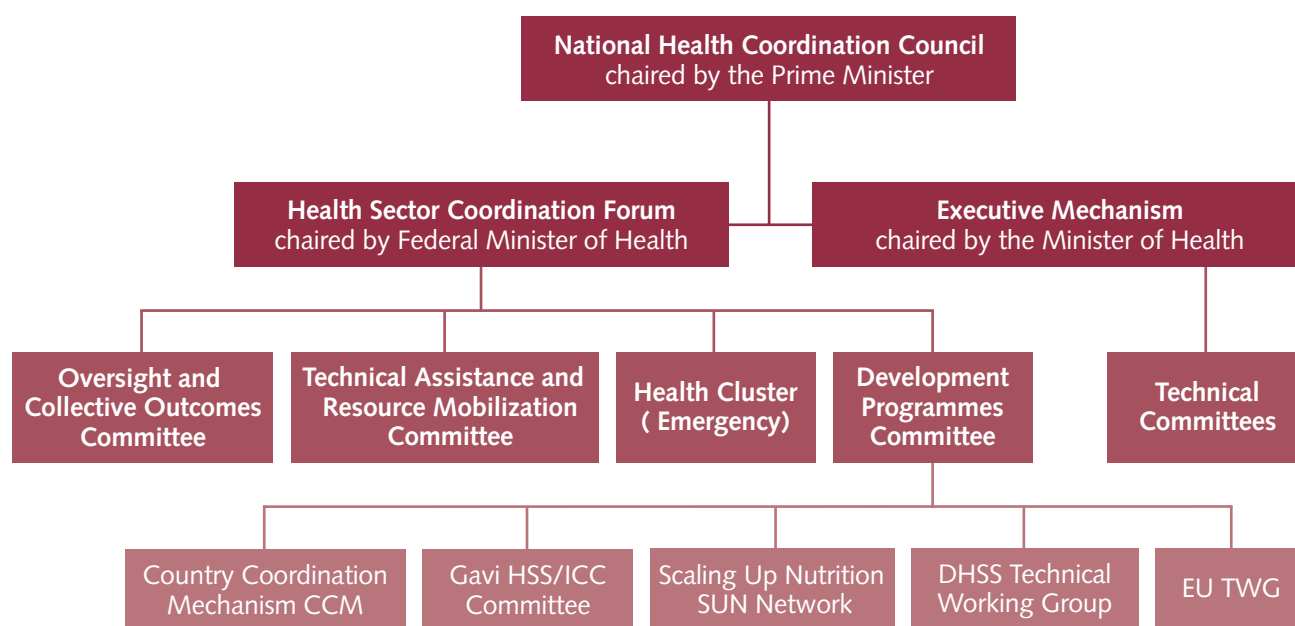 National Health Coordination Council
chaired by the Prime Minister
Health Sector Coordination Forum
chaired by Federal Minister of Health
Executive Mechanism
chaired by the Minister of Health
Oversight and
Collective Outcomes
Committee
Technical Assistance and
Resource Mobilization
Committee
Health Cluster
( Emergency)
Development
Programmes
Committee
Technical
Committees
Country Coordination
Mechanism CCM
Gavi HSS/ICC
Committee
Scaling Up Nutrition
SUN Network
DHSS Technical
Working Group
EU TWG